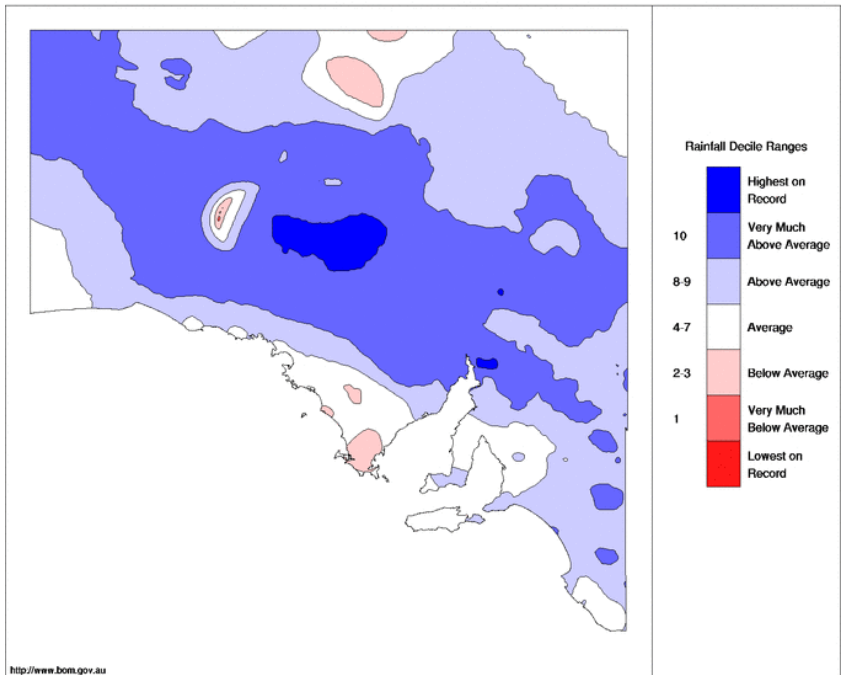 Rainfall Decile Ranges
Highest on
Record
10
Very Much
Above Average
8-9
Above Average
4-7
Average
2-3
Below Average
1
Very Much
Below Average
Lowest on
Record
http://www.bom.gov.au